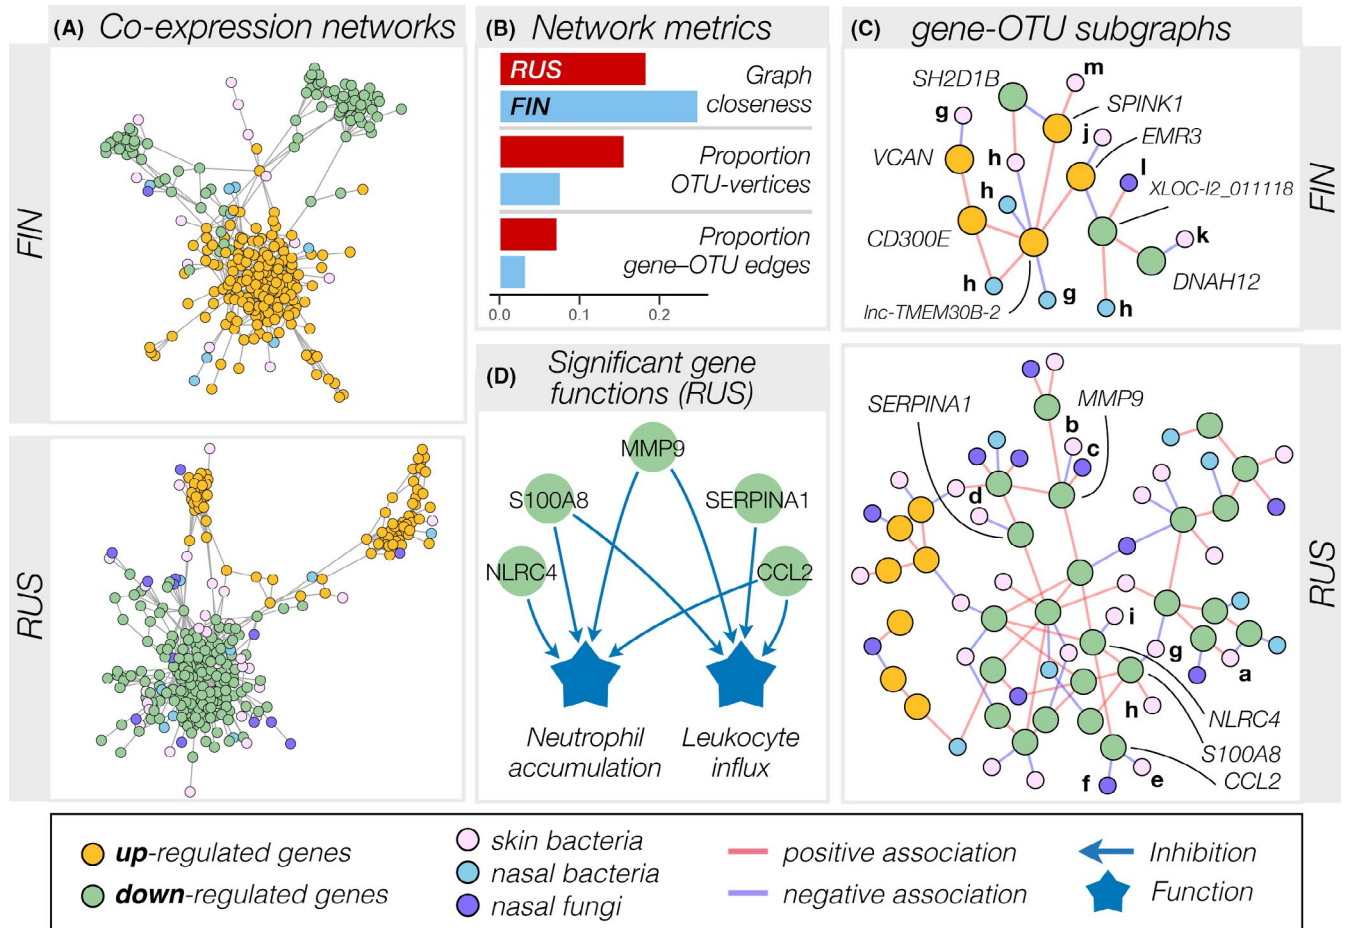 (A) Co-expression networks
FIN
RUS
(B) Network metrics
RUS
FIN
Graph
closeness
Proportion
OTU-vertices
Proportion
gene–OTU edges
0.0 0.1 0.2
(C) gene-OTU subgraphs
FIN
SH2D1B
m
SPINK1
g
j
EMR3
VCAN
h
l
XLOC-I2_011118
h
CD300E
k
DNAH12
h
g
h
lnc-TMEM30B-2
(D) Significant gene
functions (RUS)
MMP9
S100A8
SERPINA1
NLRC4
CCL2
Neutrophil
accumulation
Leukocyte
influx
RUS
SERPINA1
MMP9
b
c
d
i
g
a
h
NLRC4
S100A8
CCL2
f
e
up-regulated genes
down-regulated genes
skin bacteria
nasal bacteria
nasal fungi
positive association
negative association
Inhibition
Function